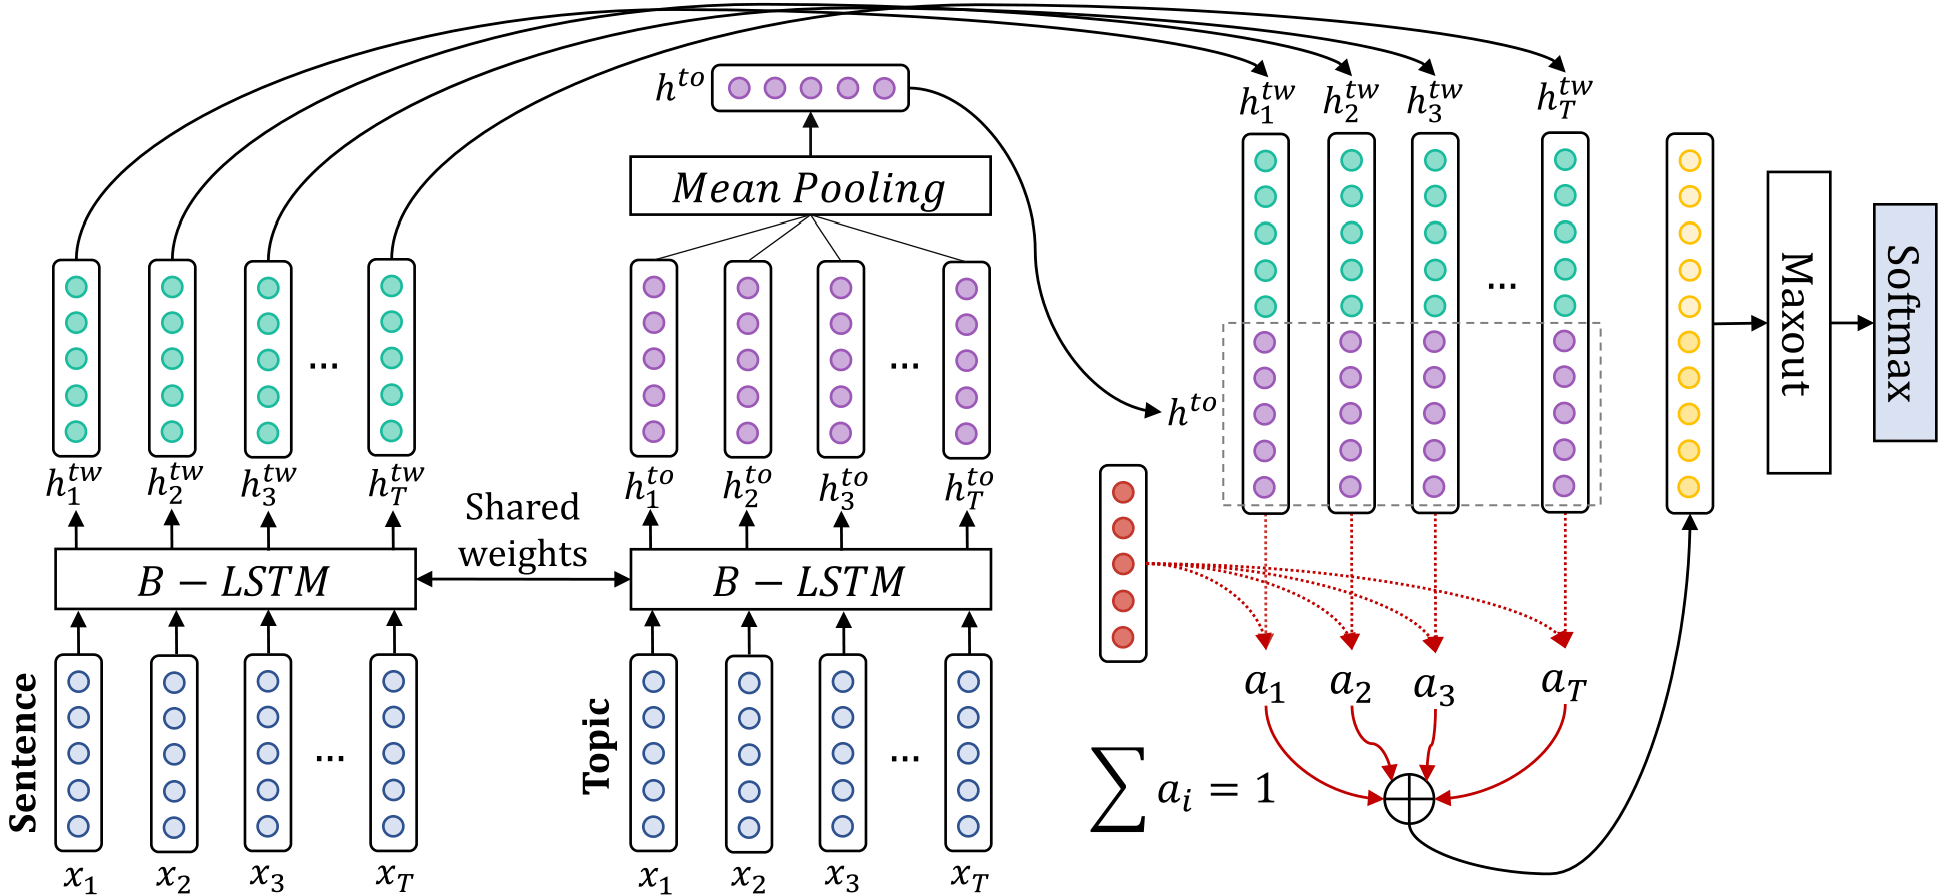 h^{to}
Mean Pooling
h_1^{tw} h_2^{tw} h_3^{tw} h_T^{tw}
...
Maxout
Softmax
... ...
h^{to}
h_1^{tw} h_2^{tw} h_3^{tw} h_T^{tw}
h_1^{to} h_2^{to} h_3^{to} h_T^{to}
Shared
weights
B − LSTM
B − LSTM
a_1 a_2 a_3 a_T
Sentence
...
Topic
...
∑ a_i = 1
x_1 x_2 x_3 x_T
x_1 x_2 x_3 x_T